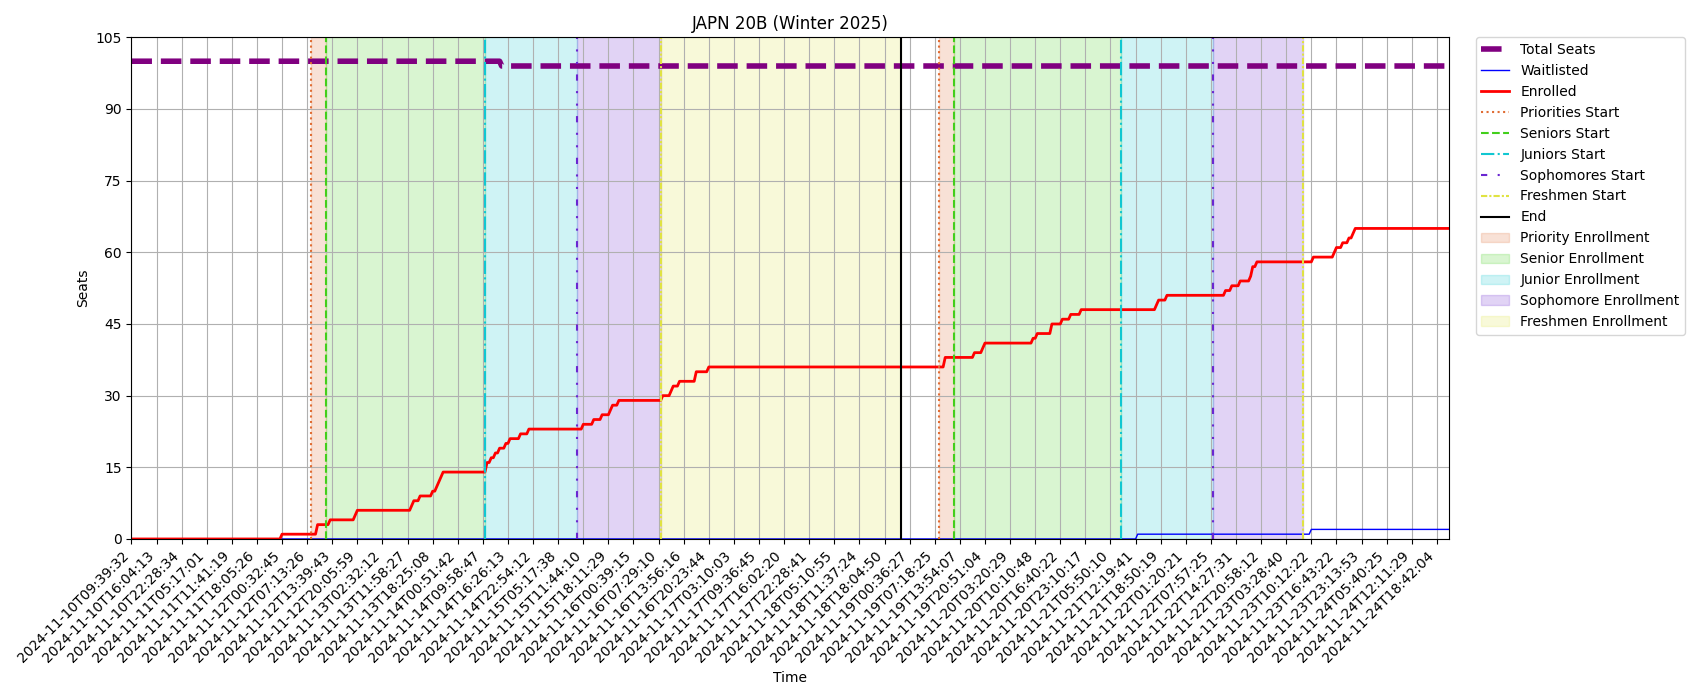 JAPN 20B (Winter 2025)
105
90
75
60
45
30
15
0
Seats
2024-11-10T09:39:32
2024-11-10T16:04:13
2024-11-10T22:28:34
2024-11-11T05:17:01
2024-11-11T11:41:19
2024-11-11T18:05:26
2024-11-12T00:32:45
2024-11-12T07:13:26
2024-11-12T13:39:43
2024-11-12T20:05:59
2024-11-13T03:32:12
2024-11-13T11:58:27
2024-11-13T18:25:08
2024-11-14T00:51:42
2024-11-14T09:58:47
2024-11-14T16:26:13
2024-11-14T22:54:12
2024-11-15T05:17:38
2024-11-15T11:44:10
2024-11-15T18:11:29
2024-11-16T00:39:15
2024-11-16T07:29:10
2024-11-16T13:56:16
2024-11-16T20:23:44
2024-11-17T03:10:03
2024-11-17T09:36:45
2024-11-17T16:02:20
2024-11-17T22:28:41
2024-11-18T05:10:55
2024-11-18T11:37:24
2024-11-18T18:04:50
2024-11-19T00:36:27
2024-11-19T07:18:25
2024-11-19T13:54:07
2024-11-19T20:51:04
2024-11-20T03:20:29
2024-11-20T10:10:48
2024-11-20T16:40:22
2024-11-20T23:10:17
2024-11-21T05:50:10
2024-11-21T12:19:41
2024-11-21T18:50:19
2024-11-22T01:20:21
2024-11-22T07:57:25
2024-11-22T14:27:31
2024-11-22T20:58:12
2024-11-23T03:28:40
2024-11-23T10:12:22
2024-11-23T16:43:22
2024-11-23T23:13:53
2024-11-24T05:40:25
2024-11-24T12:11:29
2024-11-24T18:42:04
Time
Total Seats
Waitlisted
Enrolled
Priorities Start
Seniors Start
Juniors Start
Sophomores Start
Freshmen Start
End
Priority Enrollment
Senior Enrollment
Junior Enrollment
Sophomore Enrollment
Freshmen Enrollment